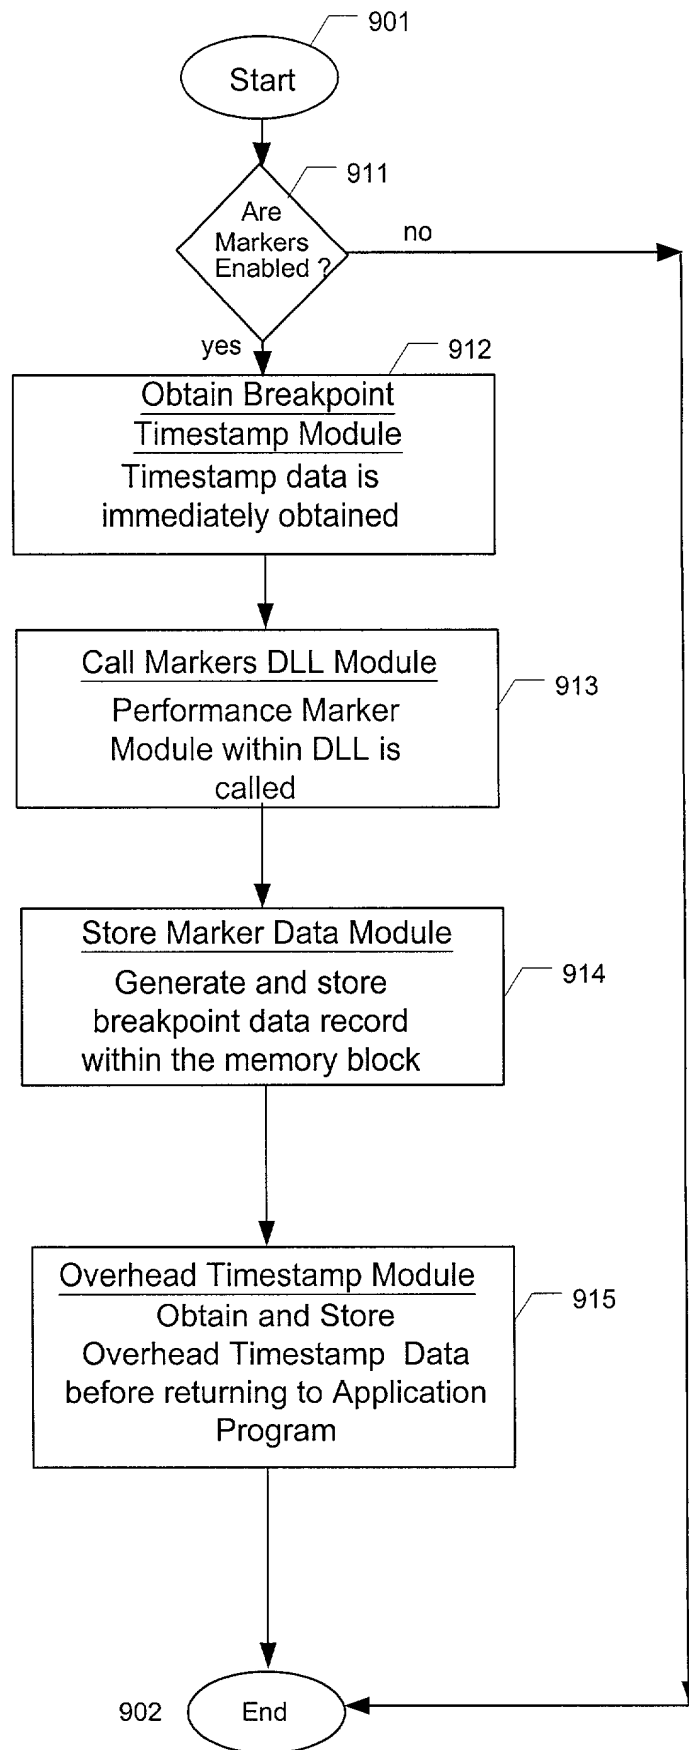 901
Start
911
Are
Markers
Enabled ?
no
yes
912
Obtain Breakpoint
Timestamp Module
Timestamp data is
immediately obtained
Call Markers DLL Module
913
Performance Marker
Module within DLL is
called
Store Marker Data Module
914
Generate and store
breakpoint data record
within the memory block
Overhead Timestamp Module
915
Obtain and Store
Overhead Timestamp Data
before returning to Application
Program
902
End